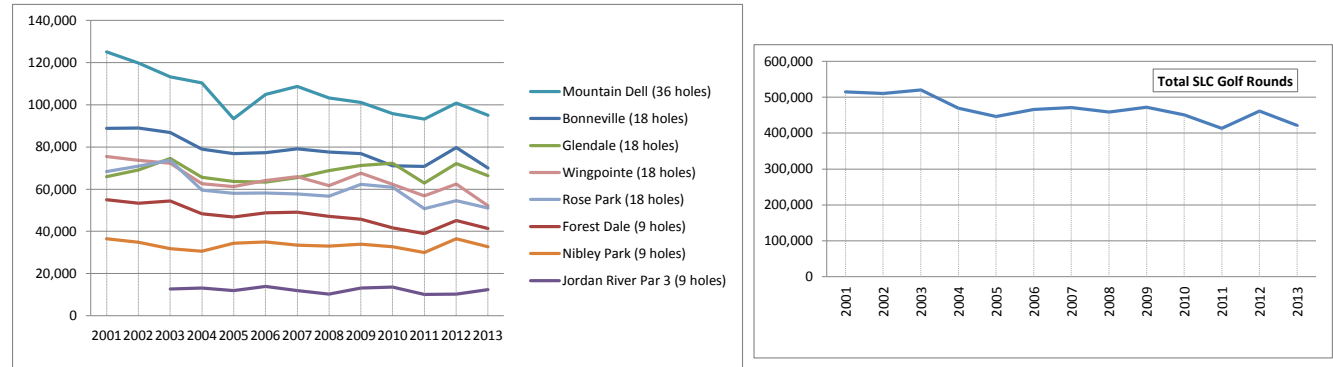 140,000
120,000
100,000
80,000
60,000
40,000
20,000
0
2001 2002 2003 2004 2005 2006 2007 2008 2009 2010 2011 2012 2013
Mountain Dell (36 holes)
Bonneville (18 holes)
Glendale (18 holes)
Wingpointe (18 holes)
Rose Park (18 holes)
Forest Dale (9 holes)
Nibley Park (9 holes)
Jordan River Par 3 (9 holes)
Total SLC Golf Rounds
600,000
500,000
400,000
300,000
200,000
100,000
0
2001
2002
2003
2004
2005
2006
2007
2008
2009
2010
2011
2012
2013